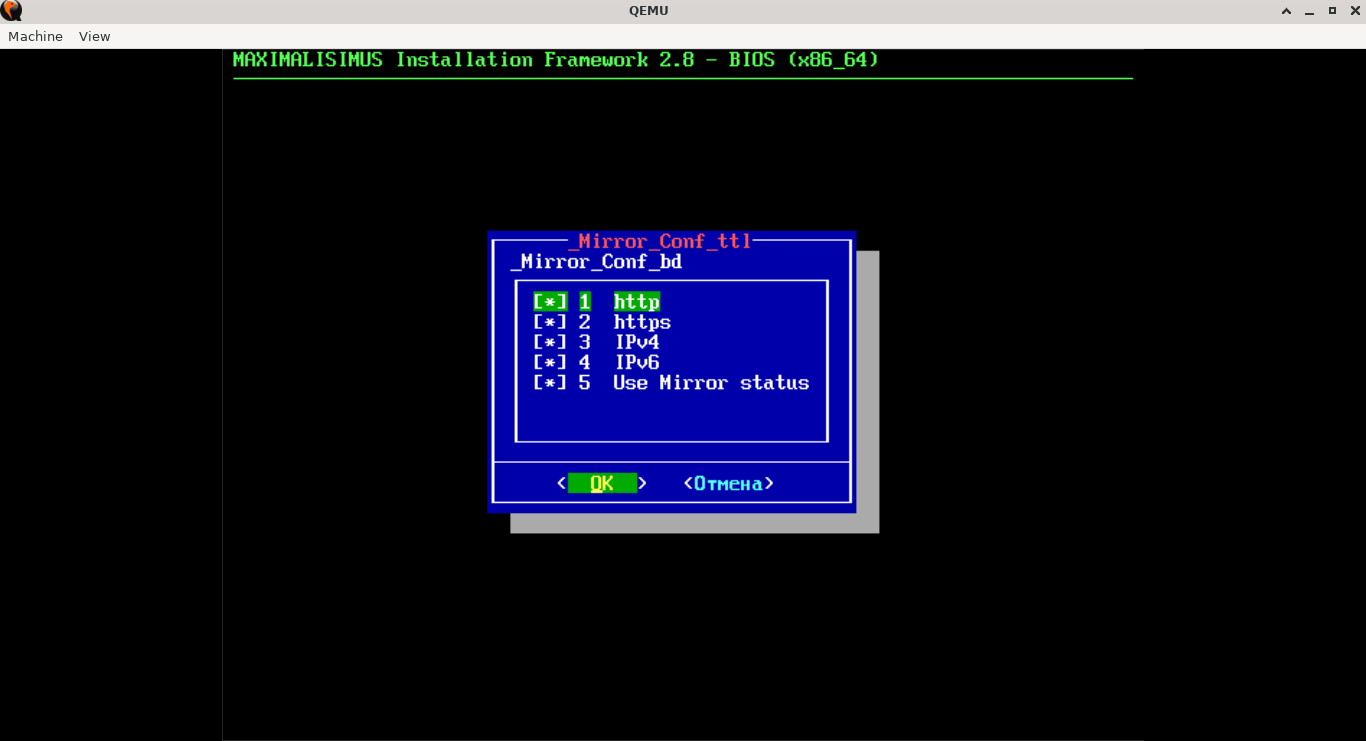 QEMU
Machine View
MAXIMALISIMUS Installation Framework 2.8 - BIOS (x86_64)
_Mirror_Conf_ttl
_Mirror_Conf_bd
[*] 1 http
[*] 2 https
[*] 3 IPv4
[*] 4 IPv6
[*] 5 Use Mirror status
< OK > <Отмена>